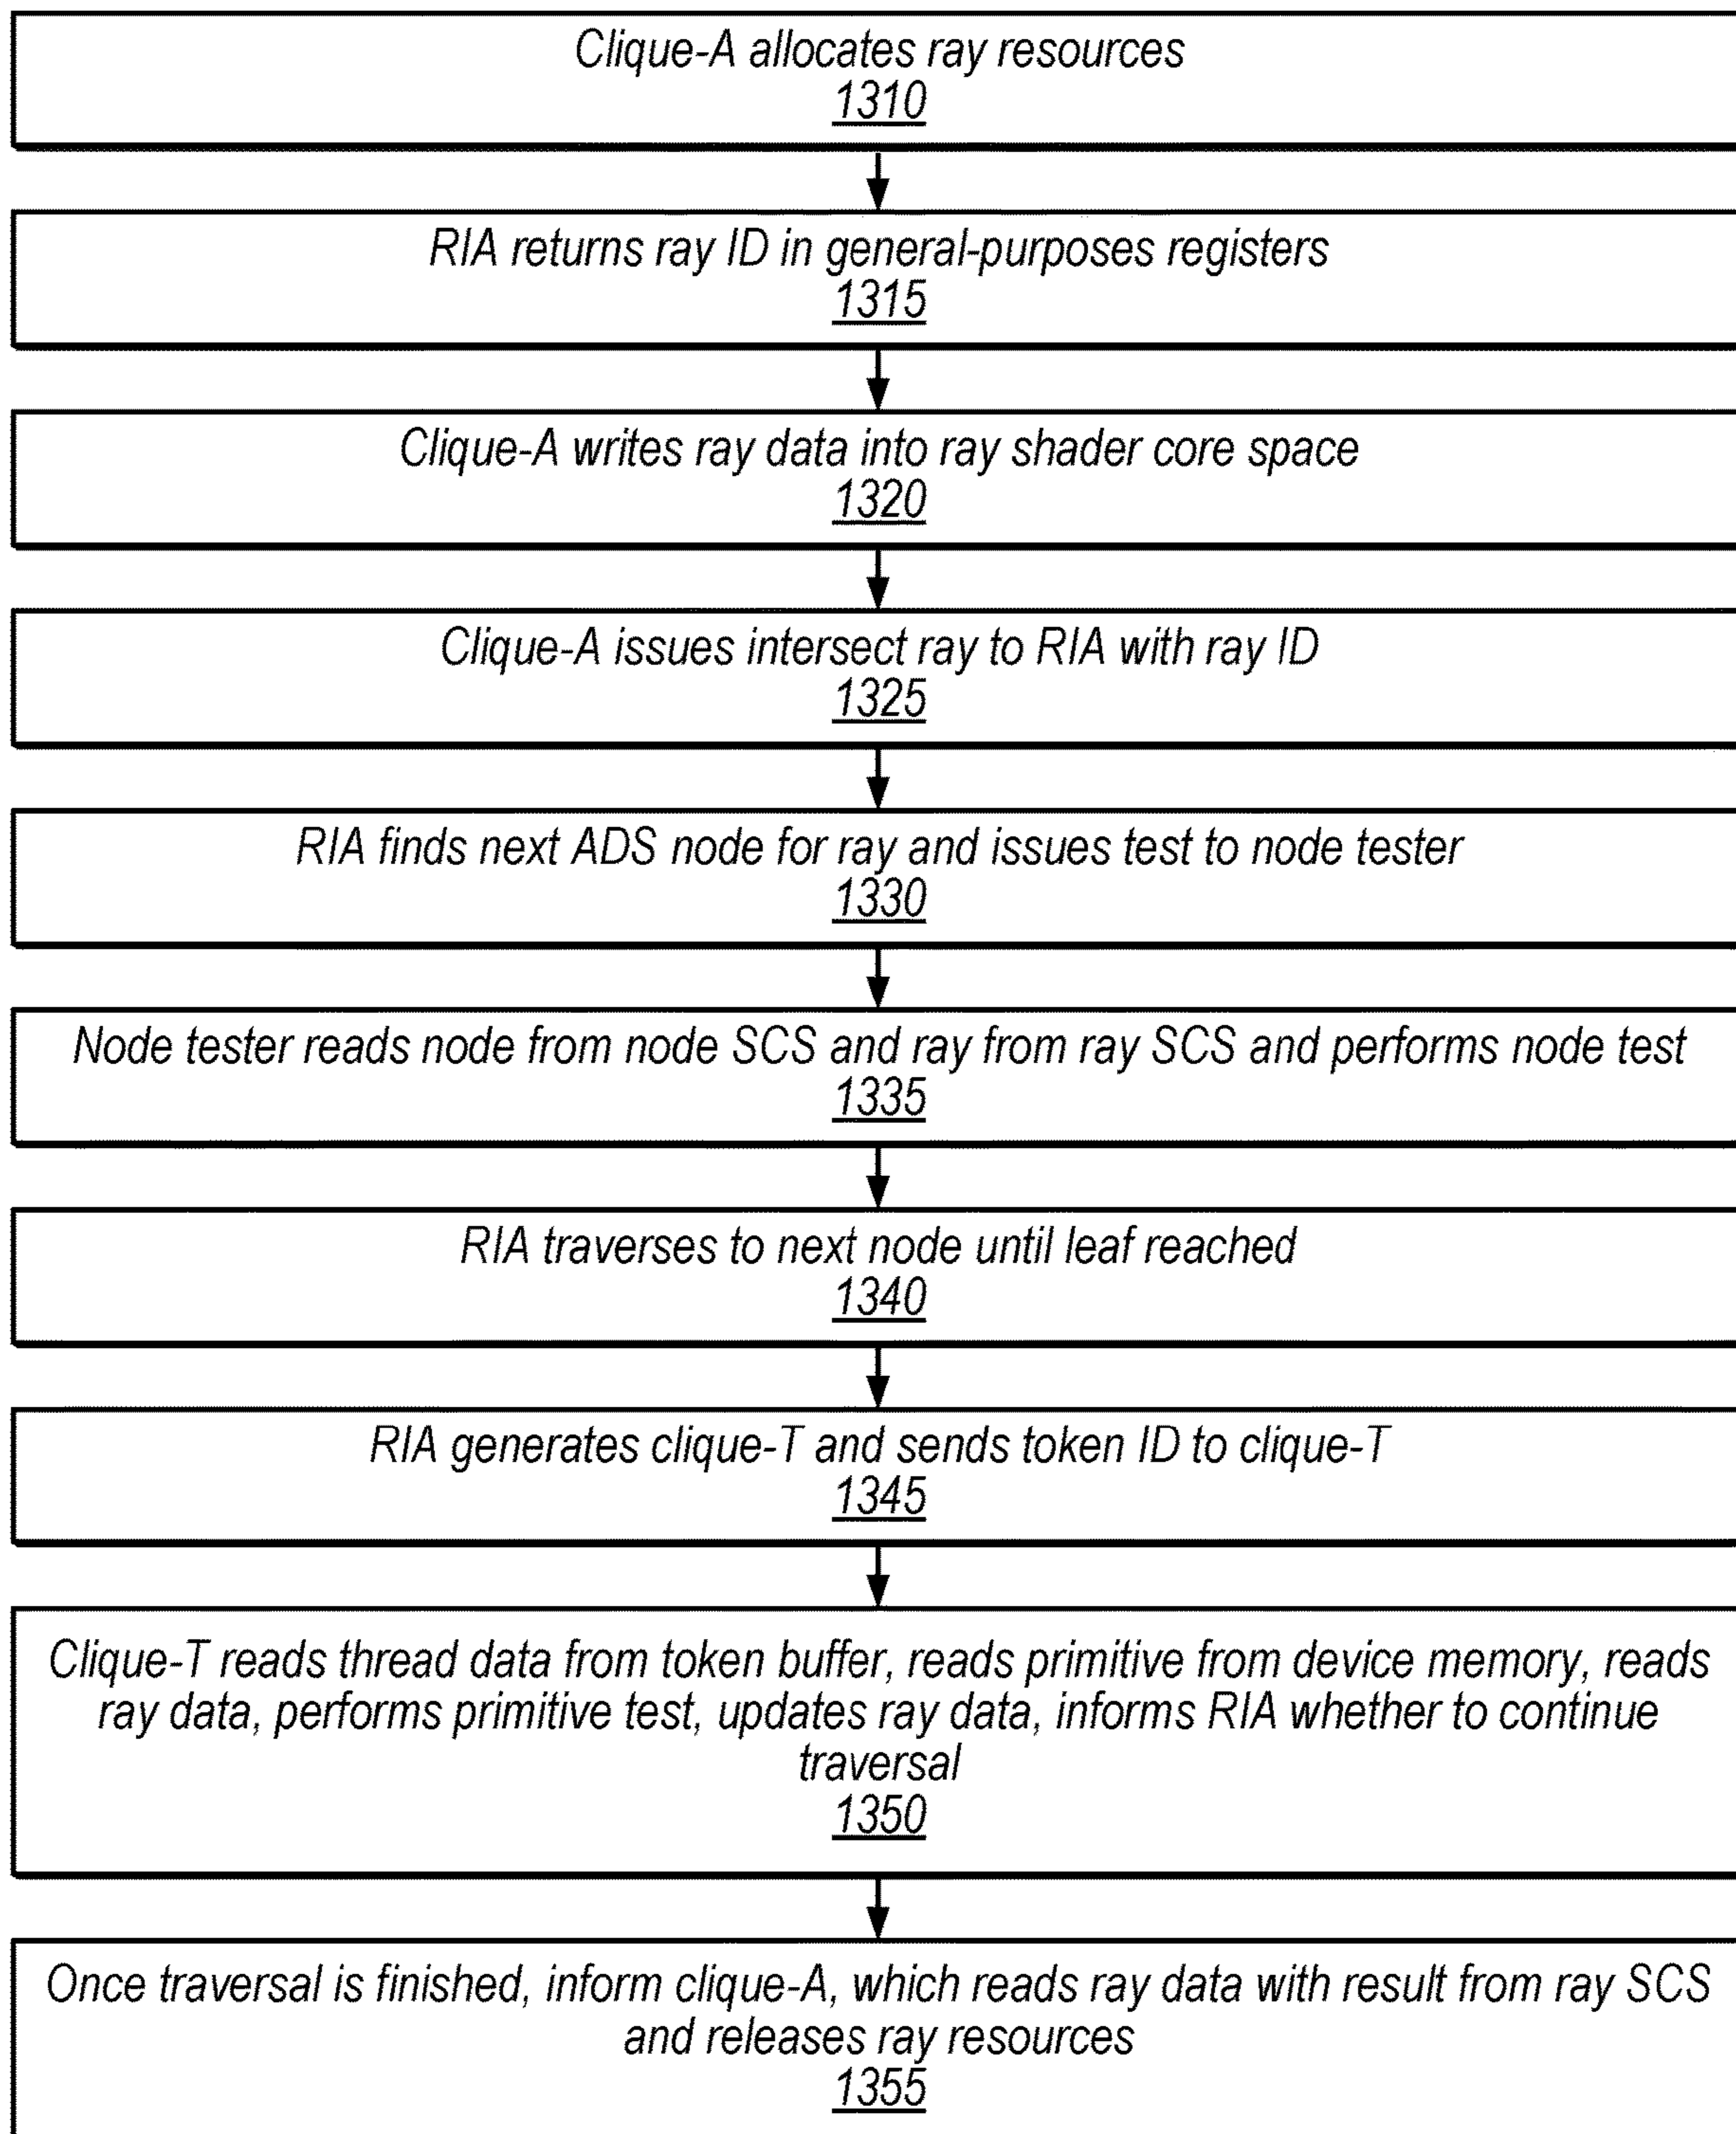 Clique-A allocates ray resources
1310
RIA returns ray ID in general-purposes registers
1315
Clique-A writes ray data into ray shader core space
1320
Clique-A issues intersect ray to RIA with ray ID
1325
RIA finds next ADS node for ray and issues test to node tester
1330
Node tester reads node from node SCS and ray from ray SCS and performs node test
1335
RIA traverses to next node until leaf reached
1340
RIA generates clique-T and sends token ID to clique-T
1345
Clique-T reads thread data from token buffer, reads primitive from device memory, reads
ray data, performs primitive test, updates ray data, informs RIA whether to continue
traversal
1350
Once traversal is finished, inform clique-A, which reads ray data with result from ray SCS
and releases ray resources
1355